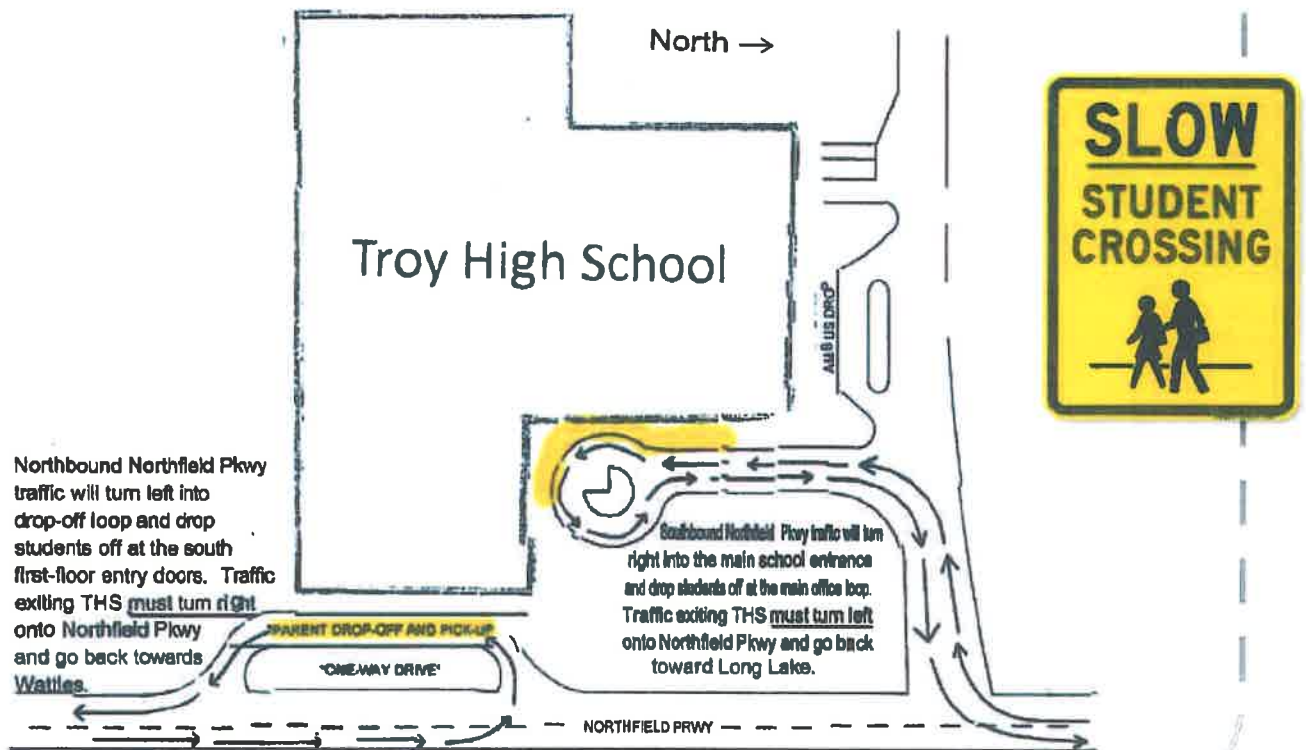 North →
SLOW
STUDENT
CROSSING
Troy High School
BUS DROP
Northbound Northfield Pkwy
traffic will turn left into
drop-off loop and drop
students off at the south
first-floor entry doors. Traffic
exiting THS must turn right
onto Northfield Pkwy
and go back towards
Wattles.
Southbound Northfield Pkwy traffic will turn
right into the main school entrance
and drop students off at the main office loop.
Traffic exiting THS must turn left
onto Northfield Pkwy and go back
toward Long Lake.
PARENT DROP-OFF AND PICK-UP
"ONE-WAY DRIVE"
NORTHFIELD PRWY